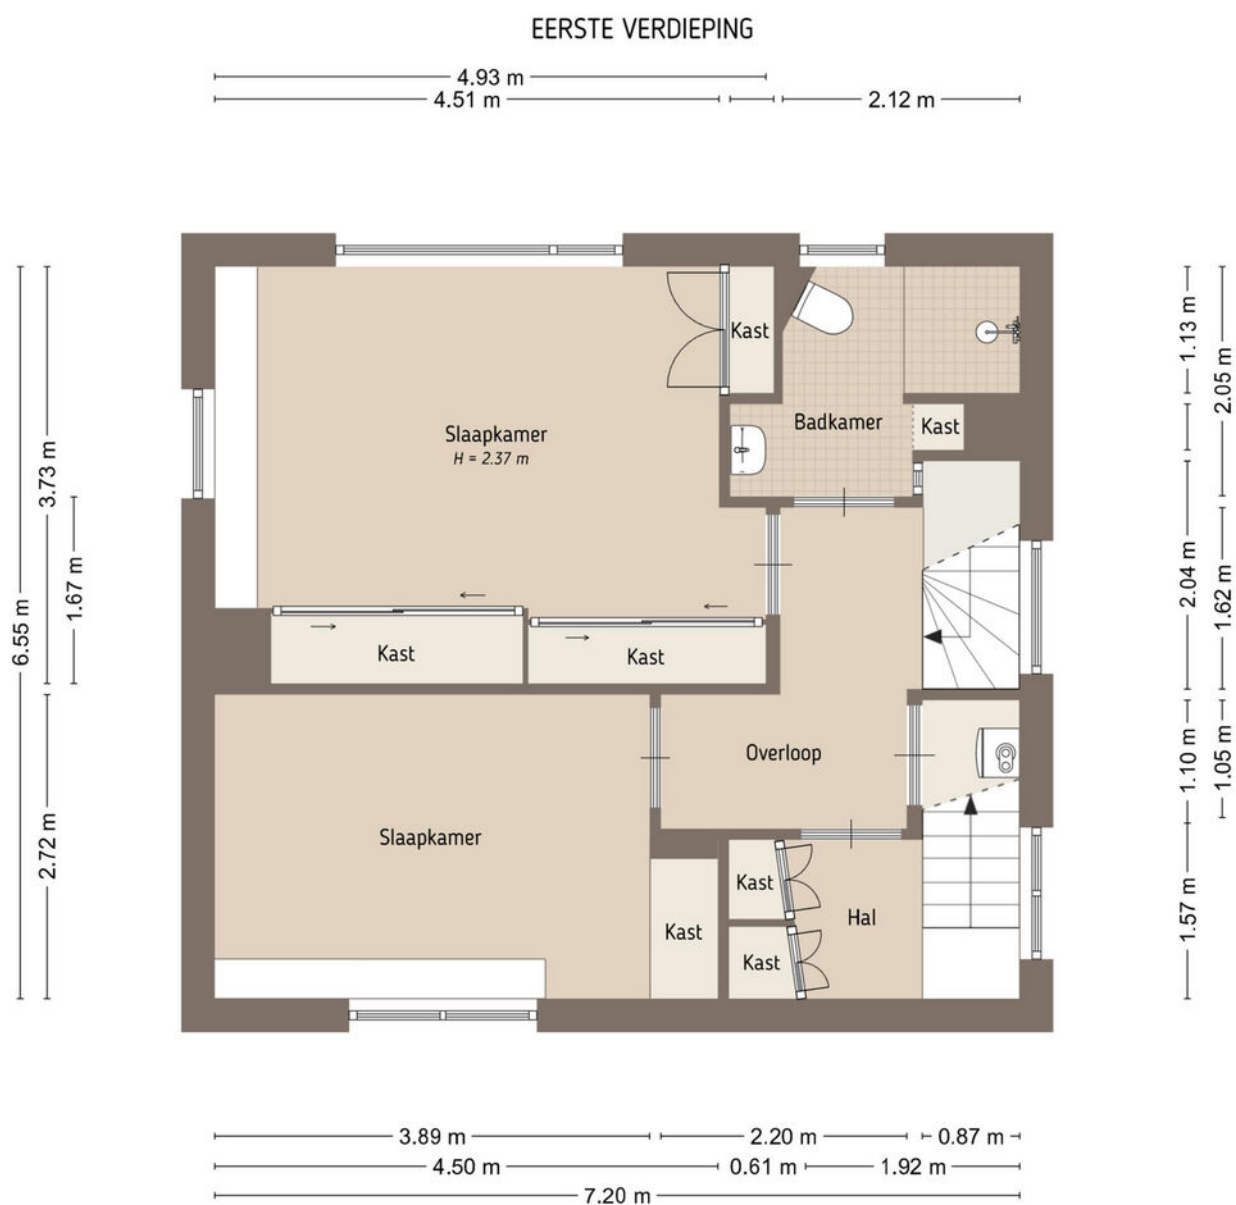 EERSTE VERDIEPING
4.93 m
4.51 m
2.12 m
1.13 m
2.05 m
Kast
Badkamer
Kast
Slaapkamer
H = 2.37 m
3.73 m
1.67 m
6.55 m
2.04 m
1.62 m
Kast
Kast
Overloop
1.10 m
1.05 m
Slaapkamer
2.72 m
Kast
Hal
Kast
Kast
1.57 m
3.89 m
2.20 m
0.87 m
4.50 m
0.61 m
1.92 m
7.20 m